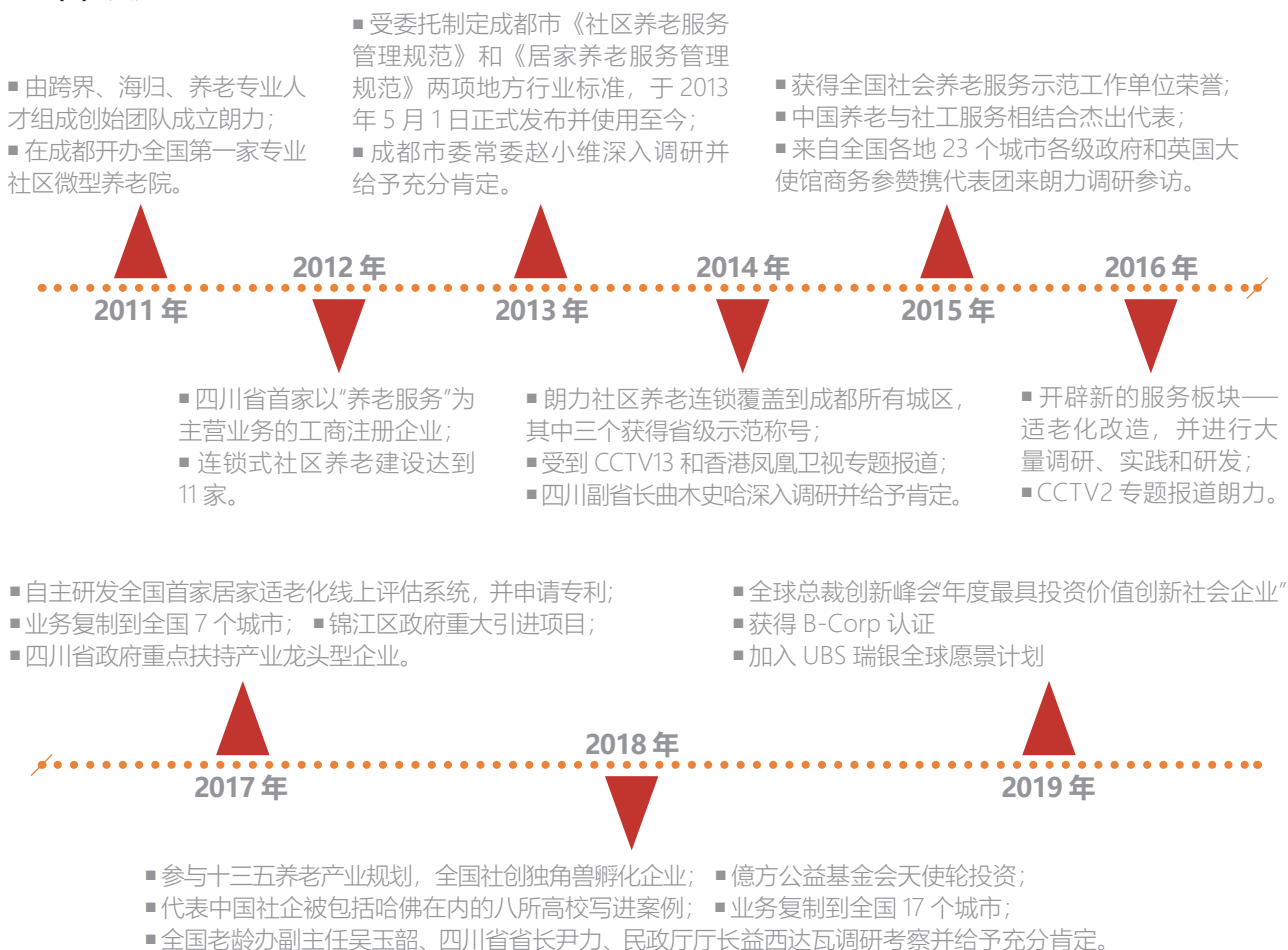 ■ 由跨界、海归、养老专业人
才组成创始团队成立朗力；
■ 在成都开办全国第一家专业
社区微型养老院。
■ 受委托制定成都市《社区养老服务
管理规范》和《居家养老服务管理
规范》两项地方行业标准，于 2013
年 5 月 1 日正式发布并使用至今；
■ 成都市委常委赵小维深入调研并
给予充分肯定。
■ 获得全国社会养老服务示范工作单位荣誉；
■ 中国养老与社工服务相结合杰出代表；
■ 来自全国各地 23 个城市各级政府和英国大
使馆商务参赞携代表团来朗力调研参访。
2012 年
2014 年
2016 年
2011 年
2013 年
2015 年
■ 四川省首家以“养老服务”为
主营业务的工商注册企业；
■ 连锁式社区养老建设达到
11 家。
■ 朗力社区养老连锁覆盖到成都所有城区，
其中三个获得省级示范称号；
■ 受到 CCTV13 和香港凤凰卫视专题报道；
■ 四川副省长曲木史哈深入调研并给予肯定。
■ 开辟新的服务板块——
适老化改造，并进行大
量调研、实践和研发；
■ CCTV2 专题报道朗力。
■ 自主研发全国首家居家适老化线上评估系统，并申请专利；
■ 业务复制到全国 7 个城市； ■ 锦江区政府重大引进项目；
■ 四川省政府重点扶持产业龙头型企业。
■ 全球总裁创新峰会“年度最具投资价值创新社会企业”
■ 获得 B-Corp 认证
■ 加入 UBS 瑞银全球愿景计划
2018 年
2017 年
2019 年
■ 参与十三五养老产业规划，全国社创独角兽孵化企业； ■ 億方公益基金会天使轮投资；
■ 代表中国社企被包括哈佛在内的八所高校写进案例； ■ 业务复制到全国 17 个城市；
■ 全国老龄办副主任吴玉韶、四川省省长尹力、民政厅厅长益西达瓦调研考察并给予充分肯定。